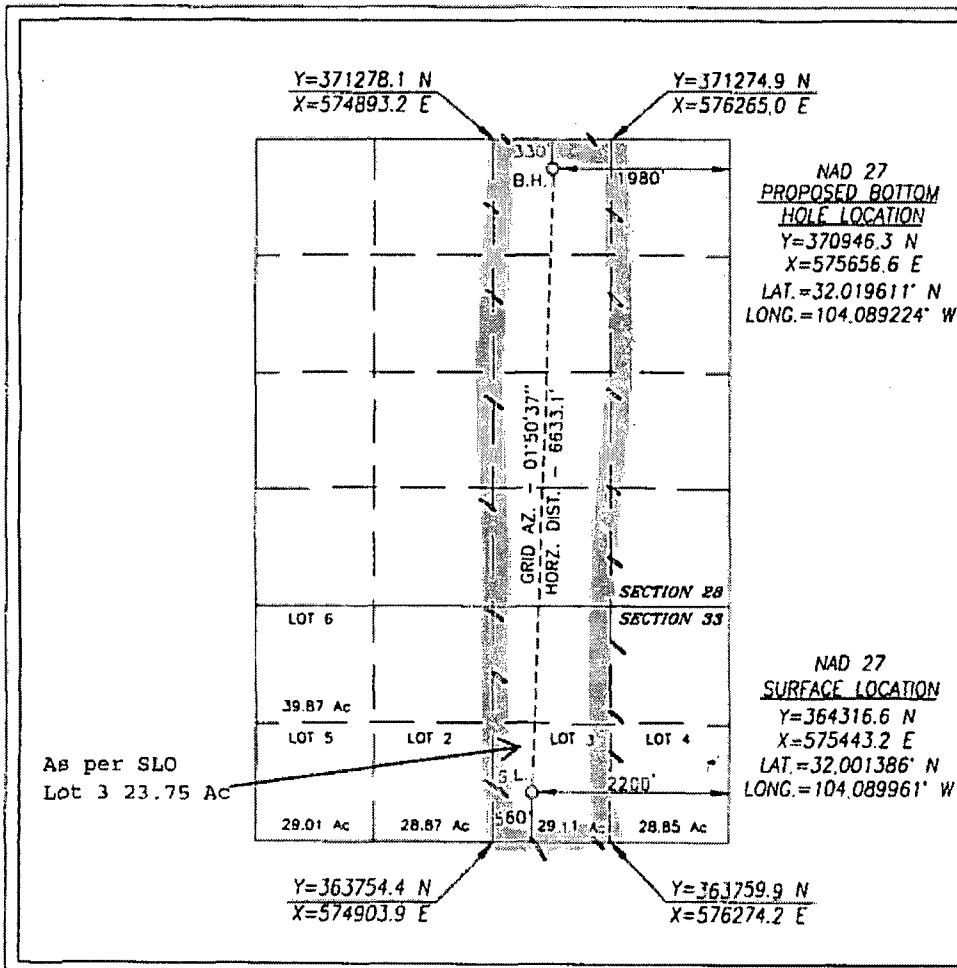 Y=371278.1 N
X=574893.2 E
Y=371274.9 N
X=576265.0 E
330'
B.H.
1980'
NAD 27
PROPOSED BOTTOM
HOLE LOCATION
Y=370946.3 N
X=575656.6 E
LAT.=32.019611° N
LONG.=104.089224° W
GRID AZ. - 01°50'37"
HORZ. DIST. - 6633.1'
SECTION 28
SECTION 33
LOT 6
39.87 Ac
LOT 5
LOT 2
LOT 3
LOT 4
As per SLO
Lot 3 23.75 Ac
S.L.
2200'
560'
29.01 Ac
28.87 Ac
29.11 Ac
28.85 Ac
NAD 27
SURFACE LOCATION
Y=364316.6 N
X=575443.2 E
LAT.=32.001386° N
LONG.=104.089961° W
Y=363754.4 N
X=574903.9 E
Y=363759.9 N
X=576274.2 E